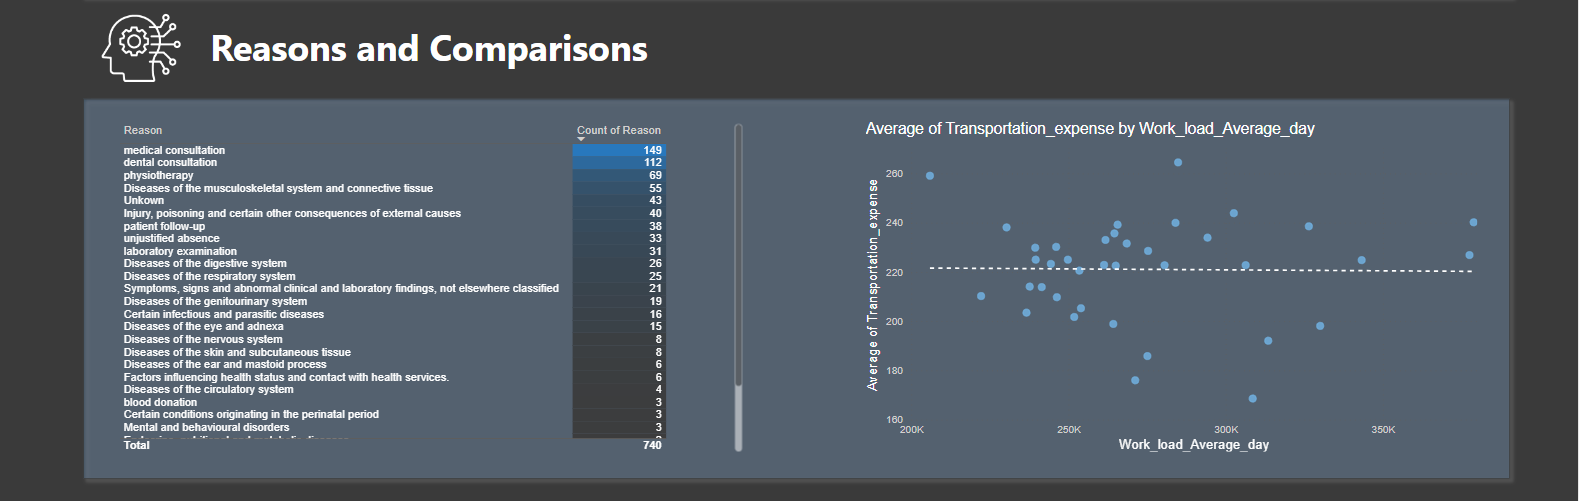 Reasons and Comparisons
Reason Count of Reason
medical consultation 149
dental consultation 112
physiotherapy 69
Diseases of the musculoskeletal system and connective tissue 55
Unkown 43
Injury, poisoning and certain other consequences of external causes 40
patient follow-up 38
unjustified absence 33
laboratory examination 31
Diseases of the digestive system 26
Diseases of the respiratory system 25
Symptoms, signs and abnormal clinical and laboratory findings, not elsewhere classified 21
Diseases of the genitourinary system 19
Certain infectious and parasitic diseases 16
Diseases of the eye and adnexa 15
Diseases of the nervous system 8
Diseases of the skin and subcutaneous tissue 8
Diseases of the ear and mastoid process 6
Factors influencing health status and contact with health services. 6
Diseases of the circulatory system 4
blood donation 3
Certain conditions originating in the perinatal period 3
Mental and behavioural disorders 3
Total 740
Average of Transportation_expense by Work_load_Average_day
Average of Transportation_expense
260
240
220
200
180
160
200K 250K 300K 350K
Work_load_Average_day